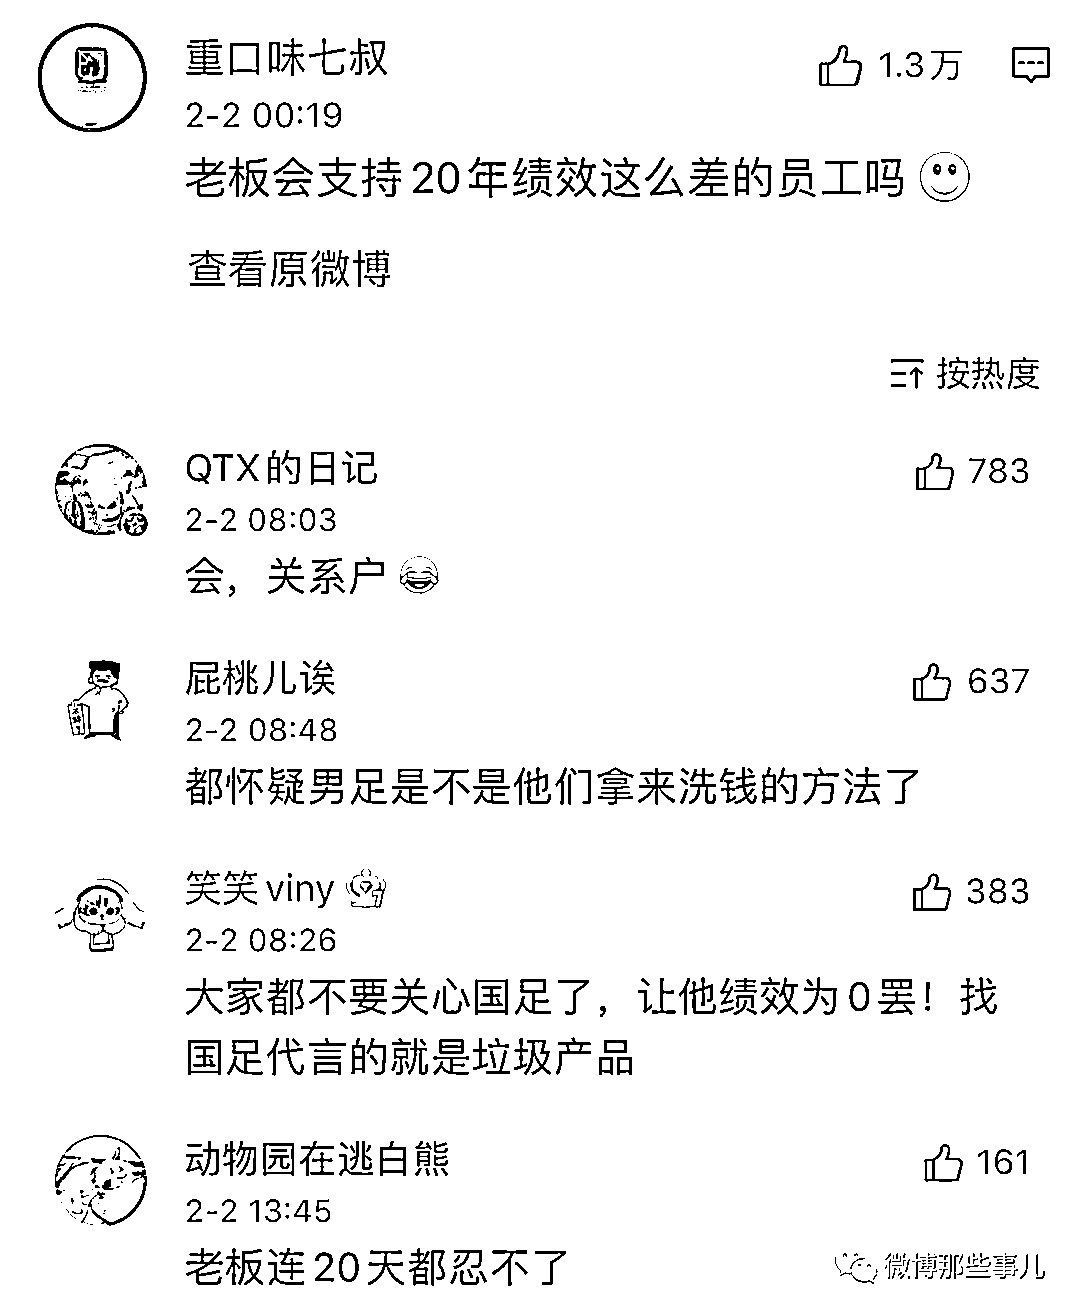 重口味七叔
1.3万
2-2 00:19
老板会支持20年绩效这么差的员工吗
查看原微博
按热度
QTX的日记
783
2-2 08:03
会，关系户
屁桃儿诶
637
2-2 08:48
都怀疑男足是不是他们拿来洗钱的方法了
笑笑viny
383
2-2 08:26
大家都不要关心国足了，让他绩效为0罢！找
国足代言的就是垃圾产品
动物园在逃白熊
161
2-2 13:45
老板连20天都忍不了
微博那些事儿